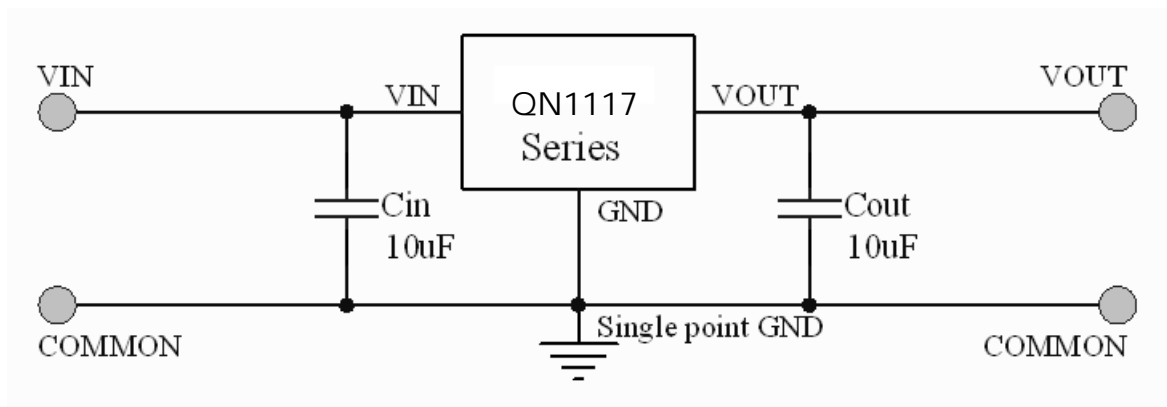 VIN
VIN
QN1117
Series
VOUT
VOUT
GND
Cin
10uF
Cout
10uF
COMMON
Single point GND
COMMON